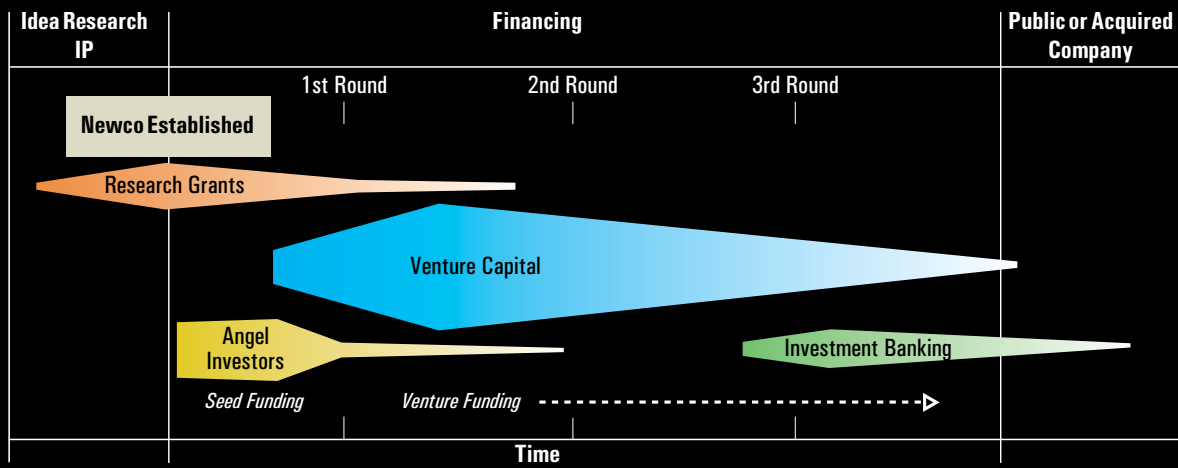 Idea Research
IP
Financing
Public or Acquired
Company
1st Round
2nd Round
3rd Round
Newco Established
Research Grants
Venture Capital
Angel
Investors
Investment Banking
Seed Funding
Venture Funding
Time